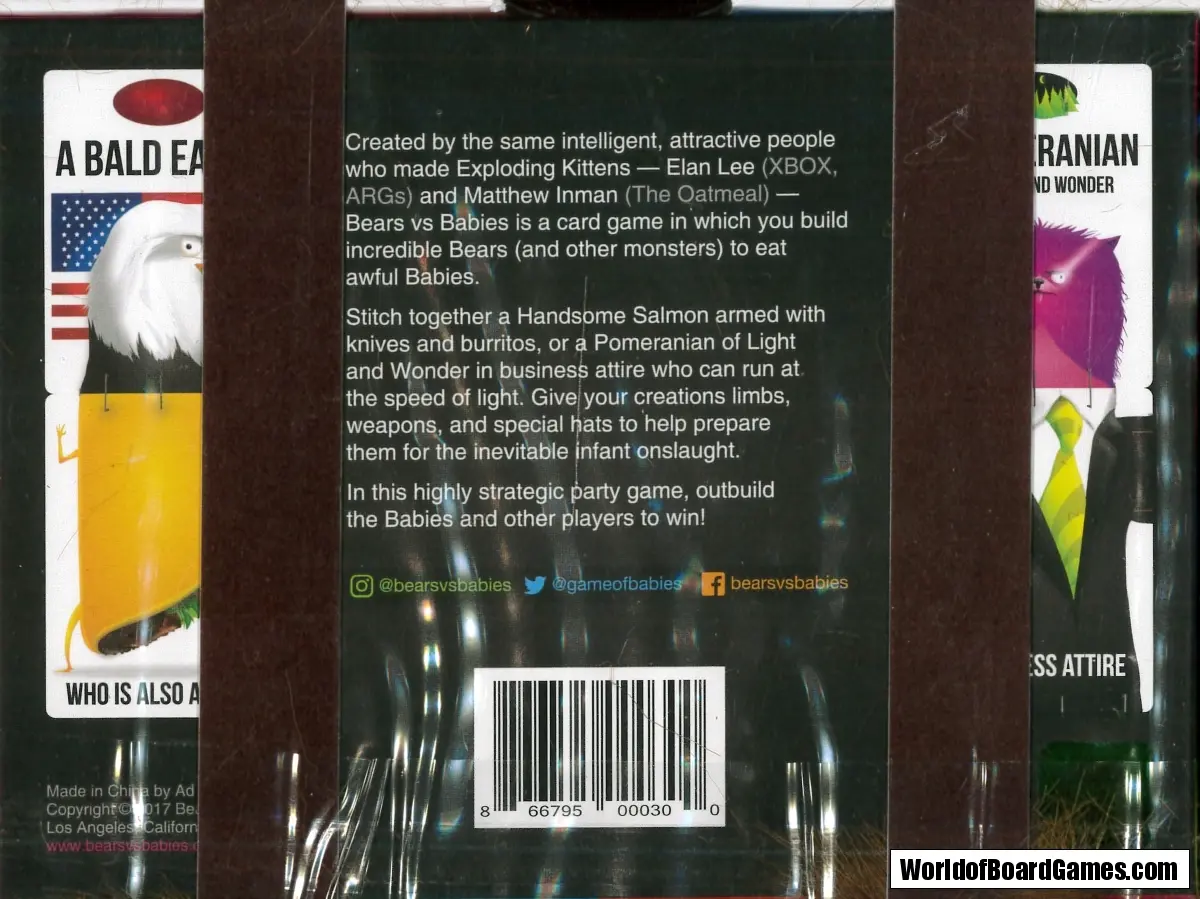 A BALD EA
WHO IS ALSO A
Made in China by Ad
Copyright © 2017 Be
Los Angeles, Californ
www.bearsvsbabies.c
Created by the same intelligent, attractive people
who made Exploding Kittens — Elan Lee (XBOX,
ARGs) and Matthew Inman (The Oatmeal) —
Bears vs Babies is a card game in which you build
incredible Bears (and other monsters) to eat
awful Babies.
Stitch together a Handsome Salmon armed with
knives and burritos, or a Pomeranian of Light
and Wonder in business attire who can run at
the speed of light. Give your creations limbs,
weapons, and special hats to help prepare
them for the inevitable infant onslaught.
In this highly strategic party game, outbuild
the Babies and other players to win!
@bearsvsbabies @gameofbabies bearsvsbabies
8 66795 00030 0
ERANIAN
ND WONDER
ESS ATTIRE
WorldofBoardGames.com